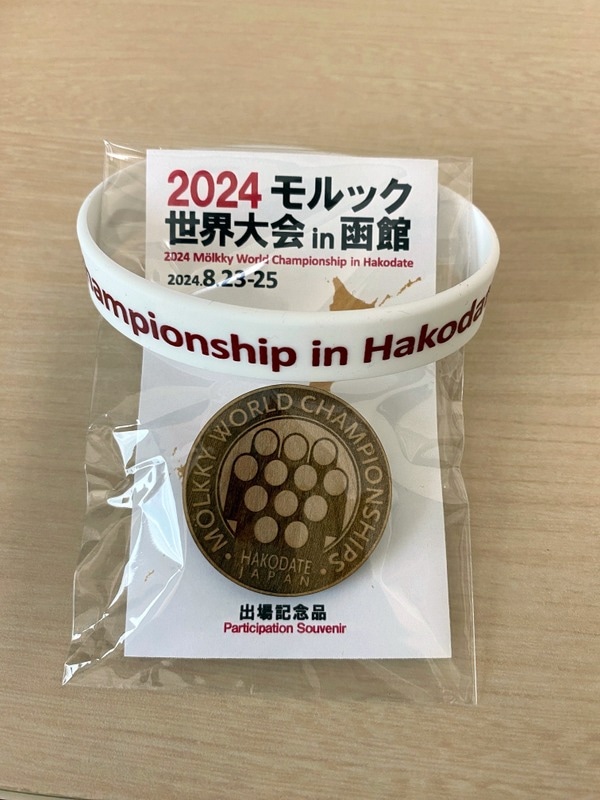 2024 モルック
世界大会 in 函館
2024 Mölkky World Championship in Hakodate
2024.8.23-25
ampionship in Hakoda
MÖLKKY WORLD CHAMPIONSHIPS
HAKODATE
JAPAN
出場記念品
Participation Souvenir